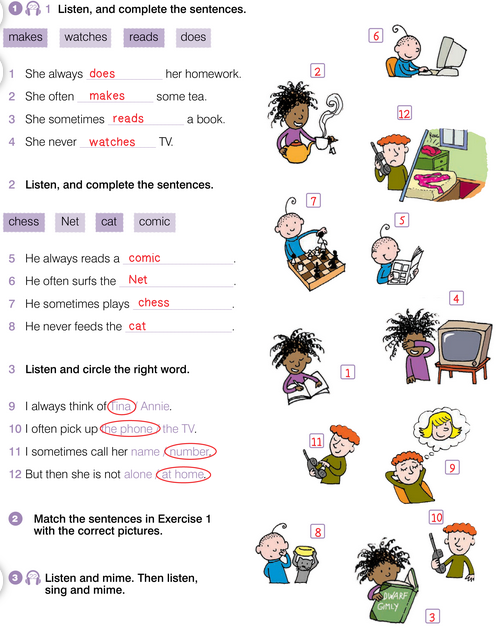 1 1 Listen, and complete the sentences.
makes watches reads does
1 She always does her homework.
2 She often makes some tea.
3 She sometimes reads a book.
4 She never watches TV.
2 Listen, and complete the sentences.
chess Net cat comic
5 He always reads a comic.
6 He often surfs the Net.
7 He sometimes plays chess.
8 He never feeds the cat.
3 Listen and circle the right word.
9 I always think of Tina / Annie.
10 I often pick up the phone / the TV.
11 I sometimes call her name / number.
12 But then she is not alone / at home.
2 Match the sentences in Exercise 1
with the correct pictures.
3 Listen and mime. Then listen,
sing and mime.
6
2
12
7
5
4
1
11
9
8
10
DWARF
GIMLY
3